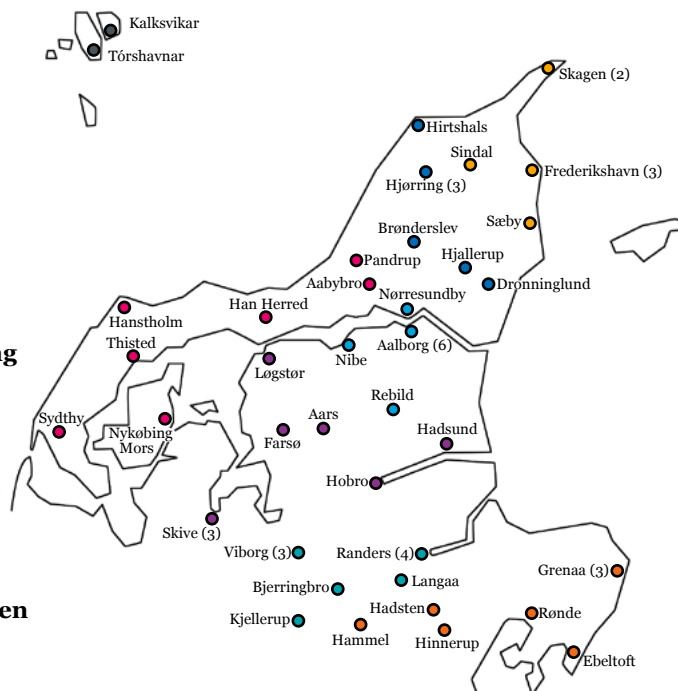 Kalksvikar
Tórshavnar
Skagen (2)
Hirtshals
Sindal
Frederikshavn (3)
Hjørring (3)
Sæby
Brønderslev
Pandrup
Hjallerup
Aabybro
Dronninglund
Han Herred
Nørresundby
Hanstholm
Thisted
Aalborg (6)
Nibe
g
Løgstør
Rebild
Sydthy
Aars
Nykøbing
Mors
Farsø
Hadsund
Hobro
Skive (3)
Viborg (3)
Randers (4)
Grenaa (3)
Langaa
Bjerringbro
Hadsten
Rønde
en
Kjellerup
Hammel
Hinnerup
Ebeltoft